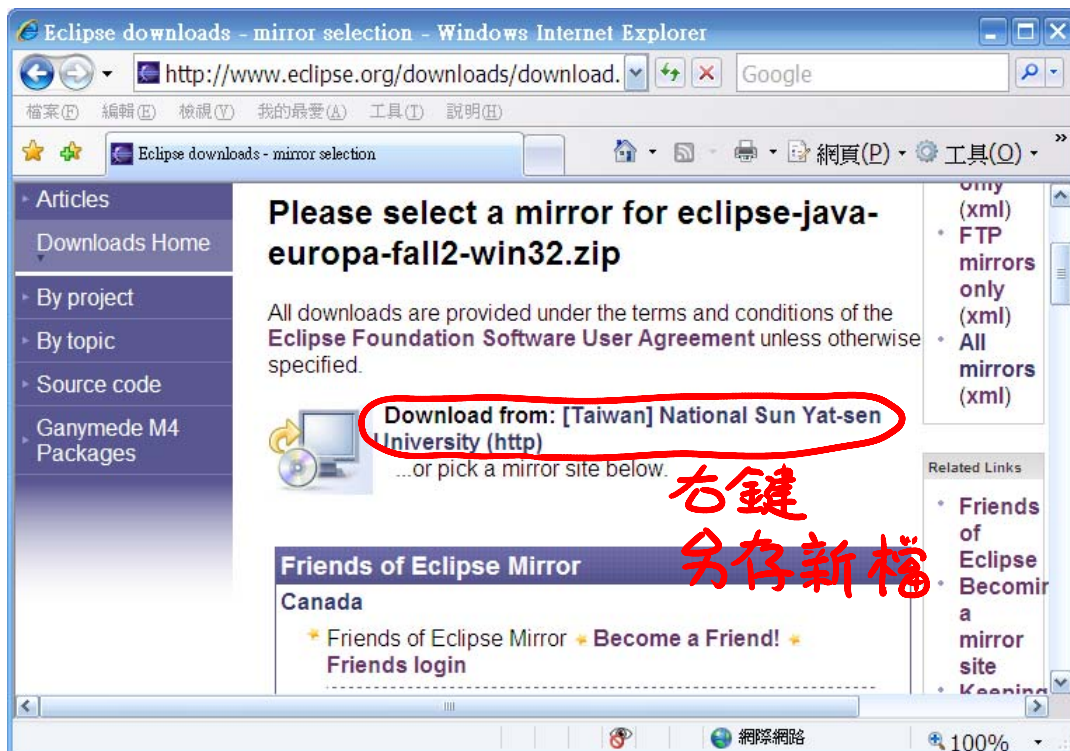 Eclipse downloads - mirror selection - Windows Internet Explorer
http://www.eclipse.org/downloads/download.
Google
檔案(F) 編輯(E) 檢視(V) 我的最愛(A) 工具(T) 說明(H)
Eclipse downloads - mirror selection
網頁(P)
工具(O)
»
Articles
Downloads Home
By project
By topic
Source code
Ganymede M4
Packages
Please select a mirror for eclipse-java-
europa-fall2-win32.zip
All downloads are provided under the terms and conditions of the
Eclipse Foundation Software User Agreement unless otherwise
specified.
Download from: [Taiwan] National Sun Yat-sen
University (http)
...or pick a mirror site below.
右鍵
另存新檔
Friends of Eclipse Mirror
Canada
Friends of Eclipse Mirror Become a Friend!
Friends login
only
(xml)
FTP
mirrors
only
(xml)
All
mirrors
(xml)
Related Links
Friends
of
Eclipse
Becomin
a
mirror
site
Keeping
網際網路
100%